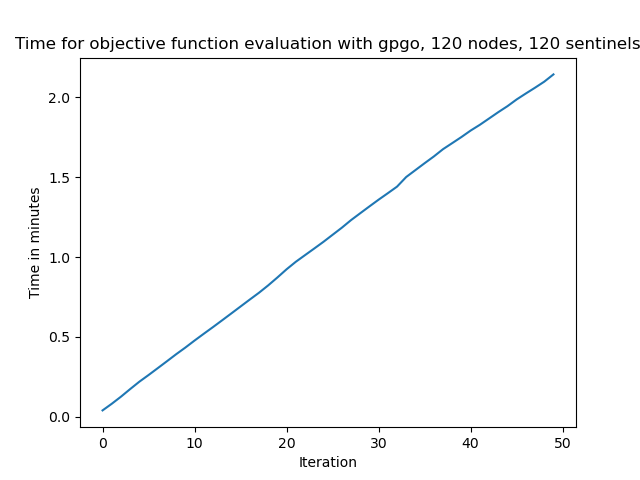 Time for objective function evaluation with gpgo, 120 nodes, 120 sentinels
2.0
1.5
1.0
0.5
0.0
Time in minutes
0 10 20 30 40 50
Iteration